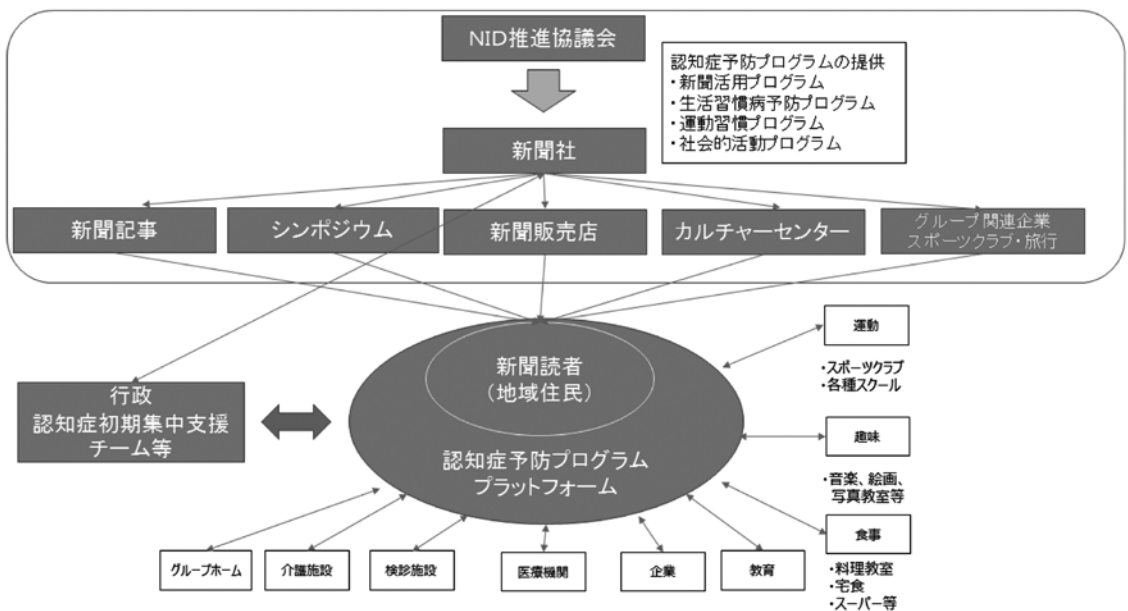 NID推進協議会
認知症予防プログラムの提供
・新聞活用プログラム
・生活習慣病予防プログラム
・運動習慣プログラム
・社会的活動プログラム
新聞社
新聞記事
シンポジウム
新聞販売店
カルチャーセンター
グループ関連企業
スポーツクラブ・旅行
新聞読者
（地域住民）
認知症予防プログラム
プラットフォーム
行政
認知症初期集中支援
チーム等
運動
・スポーツクラブ
・各種スクール
趣味
・音楽、絵画、
写真教室等
食事
・料理教室
・宅食
・スーパー等
グループホーム
介護施設
検診施設
医療機関
企業
教育